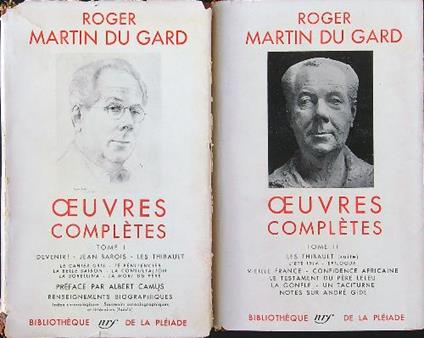 ROGER
MARTIN DU GARD
ŒUVRES
COMPLÈTES
TOME I
DEVENIR! - JEAN BAROIS - LES THIBAULT
LE CAHIER GRIS - LE PÉNITENCIER
LA BELLE SAISON - LA CONSULTATION
LA SORELLINA - LA MORT DU PÈRE
PRÉFACE PAR ALBERT CAMUS
RENSEIGNEMENTS BIOGRAPHIQUES
BIBLIOTHÈQUE nrf DE LA PLÉIADE
ROGER
MARTIN DU GARD
ŒUVRES
COMPLÈTES
TOME II
LES THIBAULT (suite)
L'ÉTÉ 1914 - ÉPILOGUE
VIEILLE FRANCE - CONFIDENCE AFRICAINE
LE TESTAMENT DU PÈRE LELEU
LA GONFLE - UN TACITURNE
NOTES SUR ANDRÉ GIDE
BIBLIOTHÈQUE nrf DE LA PLÉIADE